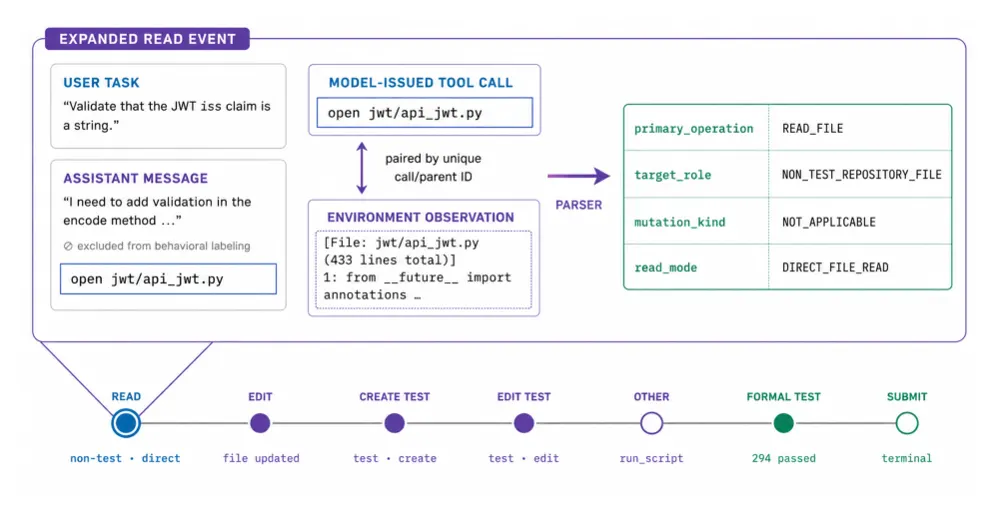 EXPANDED READ EVENT
USER TASK
“Validate that the JWT iss claim is
a string.”
ASSISTANT MESSAGE
“I need to add validation in the
encode method ...”
⊘ excluded from behavioral labeling
open jwt/api_jwt.py
MODEL-ISSUED TOOL CALL
open jwt/api_jwt.py
paired by unique
call/parent ID
ENVIRONMENT OBSERVATION
[File: jwt/api_jwt.py
(433 lines total)]
1: from __future__ import
annotations …
PARSER
primary_operation READ_FILE
target_role NON_TEST_REPOSITORY_FILE
mutation_kind NOT_APPLICABLE
read_mode DIRECT_FILE_READ
READ EDIT CREATE TEST EDIT TEST OTHER FORMAL TEST SUBMIT
non-test • direct file updated test • create test • edit run_script 294 passed terminal